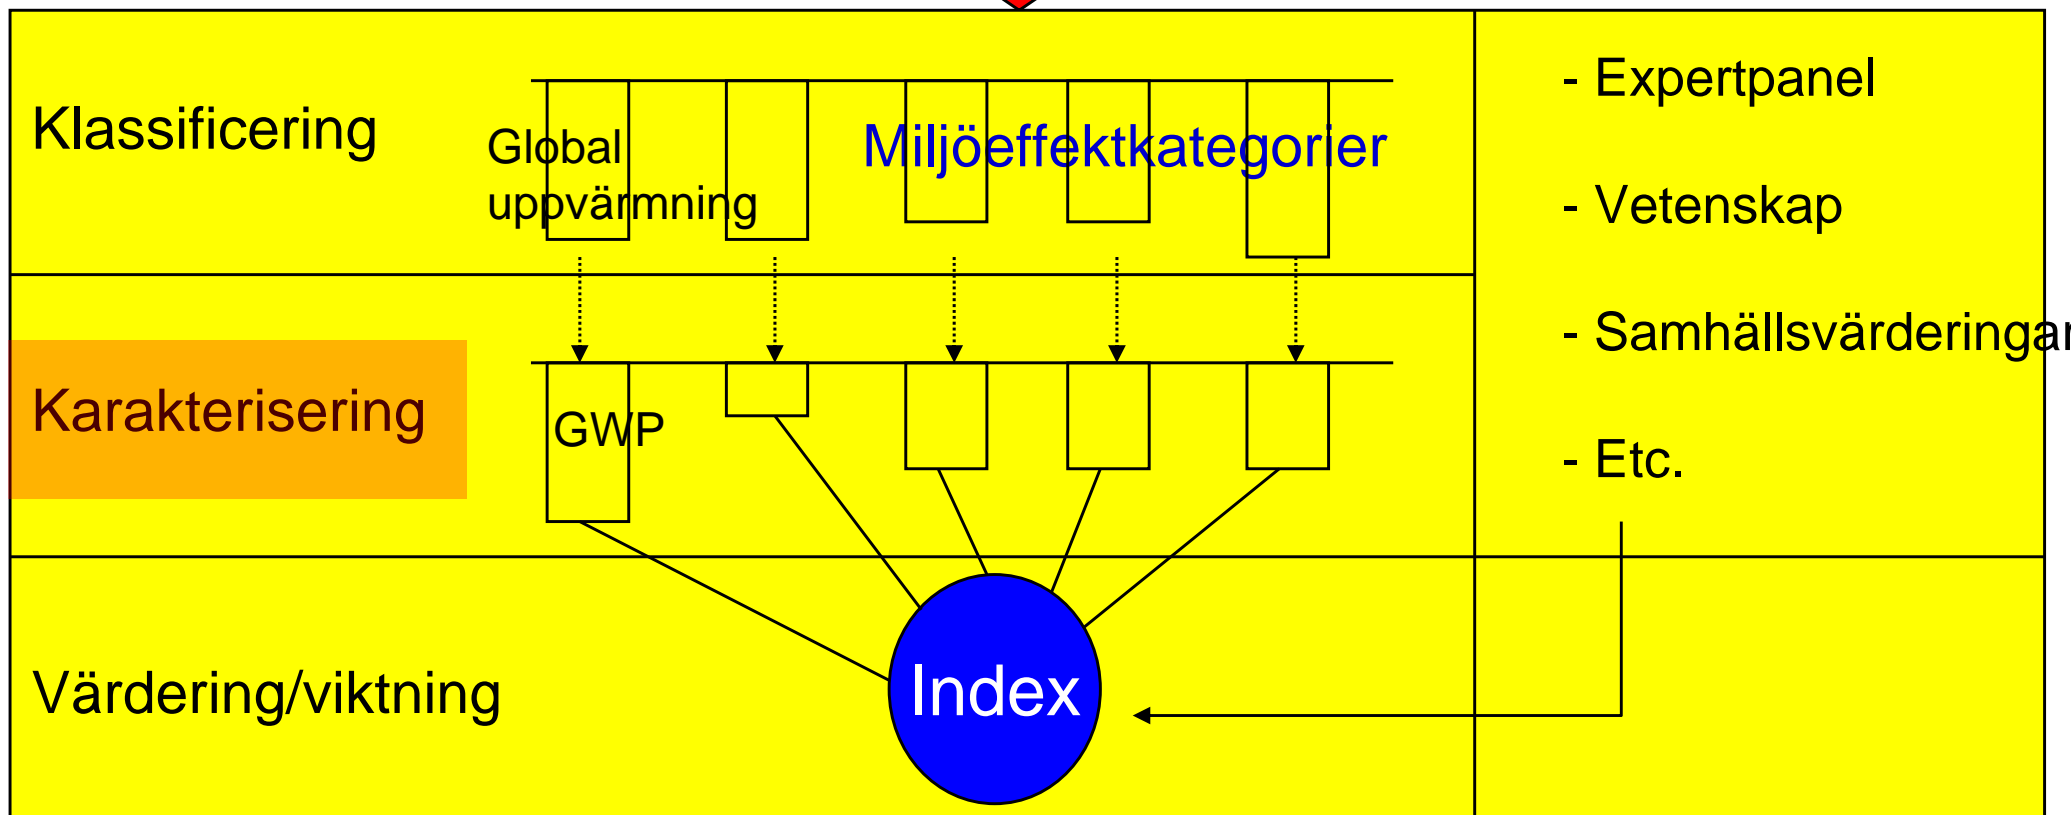 Klassificering
Global
uppvärmning
Miljöeffektkategorier
- Expertpanel
- Vetenskap
- Samhällsvärderingar
- Etc.
Karakterisering
GWP
Värdering/viktning
Index